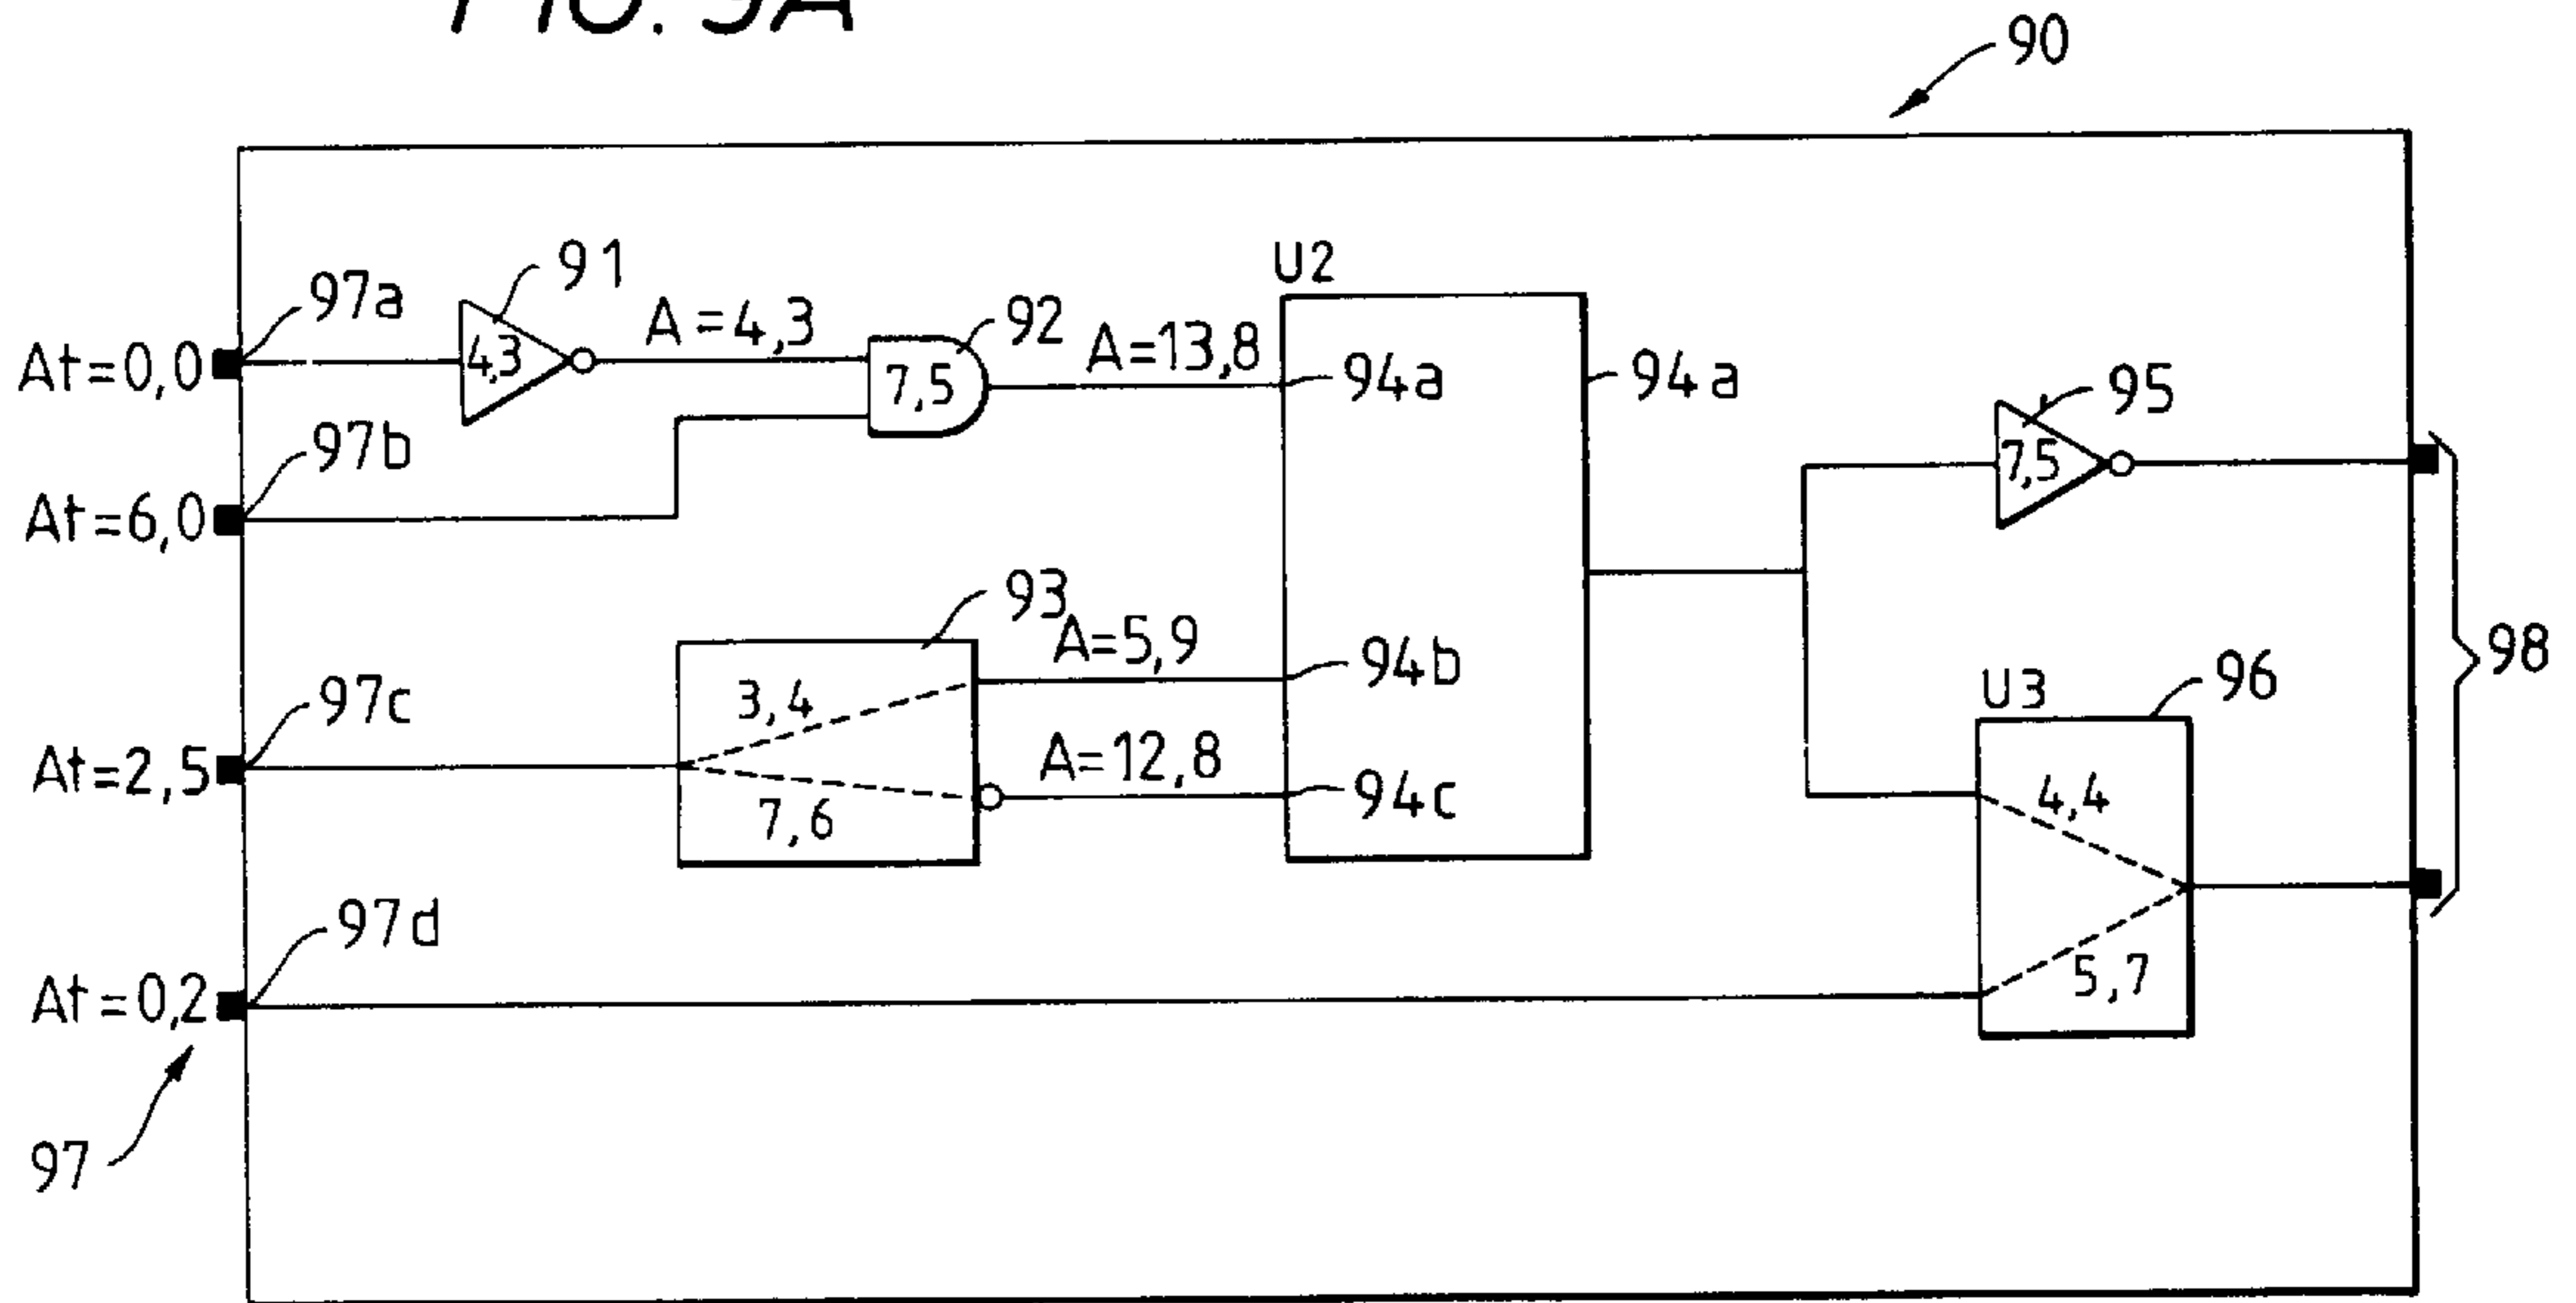 FIG. 9A
90
U2
91
97a
92
A=4,3
A=13,8
At=0,0
4,3
7,5
94a
94a
95
97b
7,5
At=6,0
93
A=5,9
94b
98
97c
3,4
U3
96
A=12,8
At=2,5
94c
4,4
7,6
97d
At=0,2
5,7
97